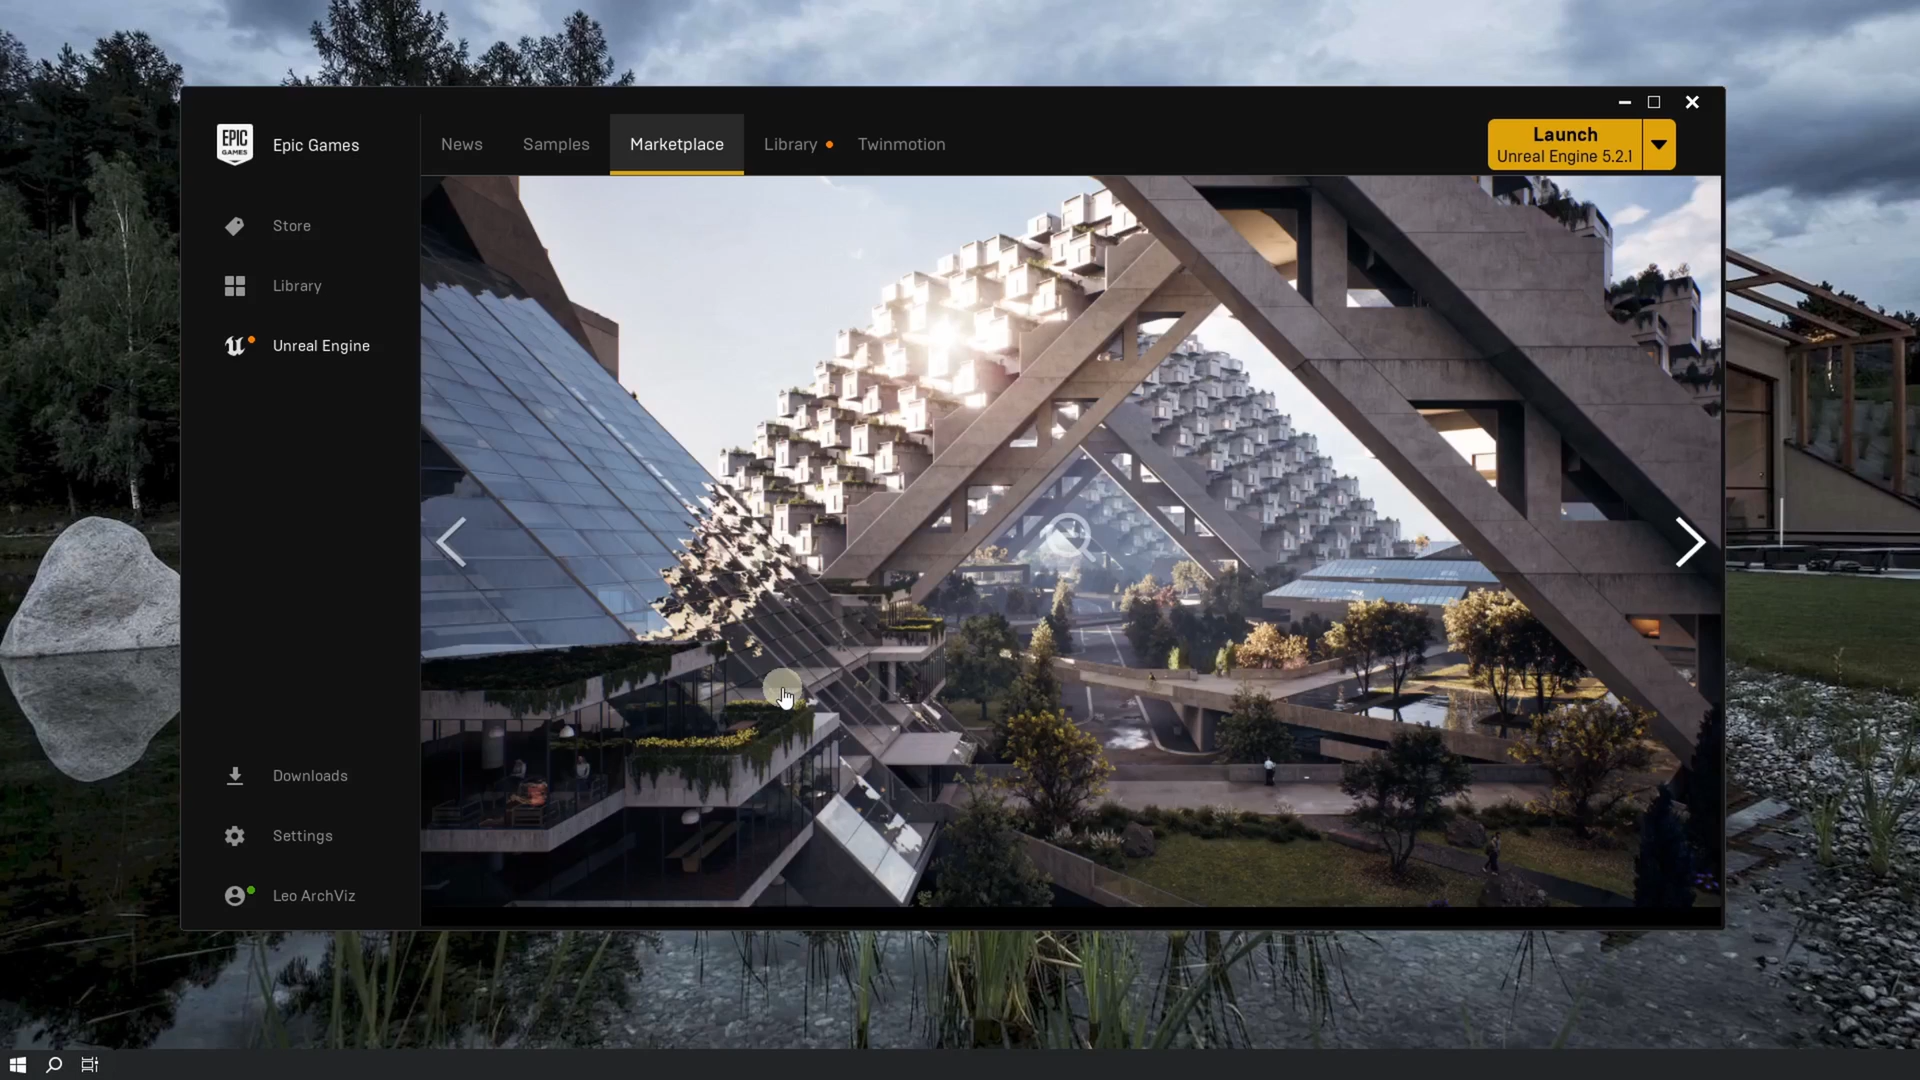 EPIC
GAMES
Epic Games
News
Samples
Marketplace
Library
Twinmotion
Launch
Unreal Engine 5.2.1
Store
Library
Unreal Engine
Downloads
Settings
Leo ArchViz